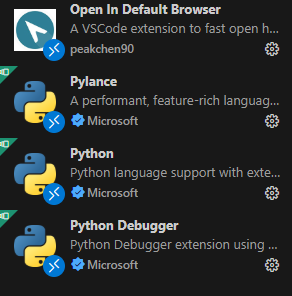 Open In Default Browser
A VSCode extension to fast open h...
peakchen90
Pylance
A performant, feature-rich languag...
Microsoft
Python
Python language support with exte...
Microsoft
Python Debugger
Python Debugger extension using ...
Microsoft